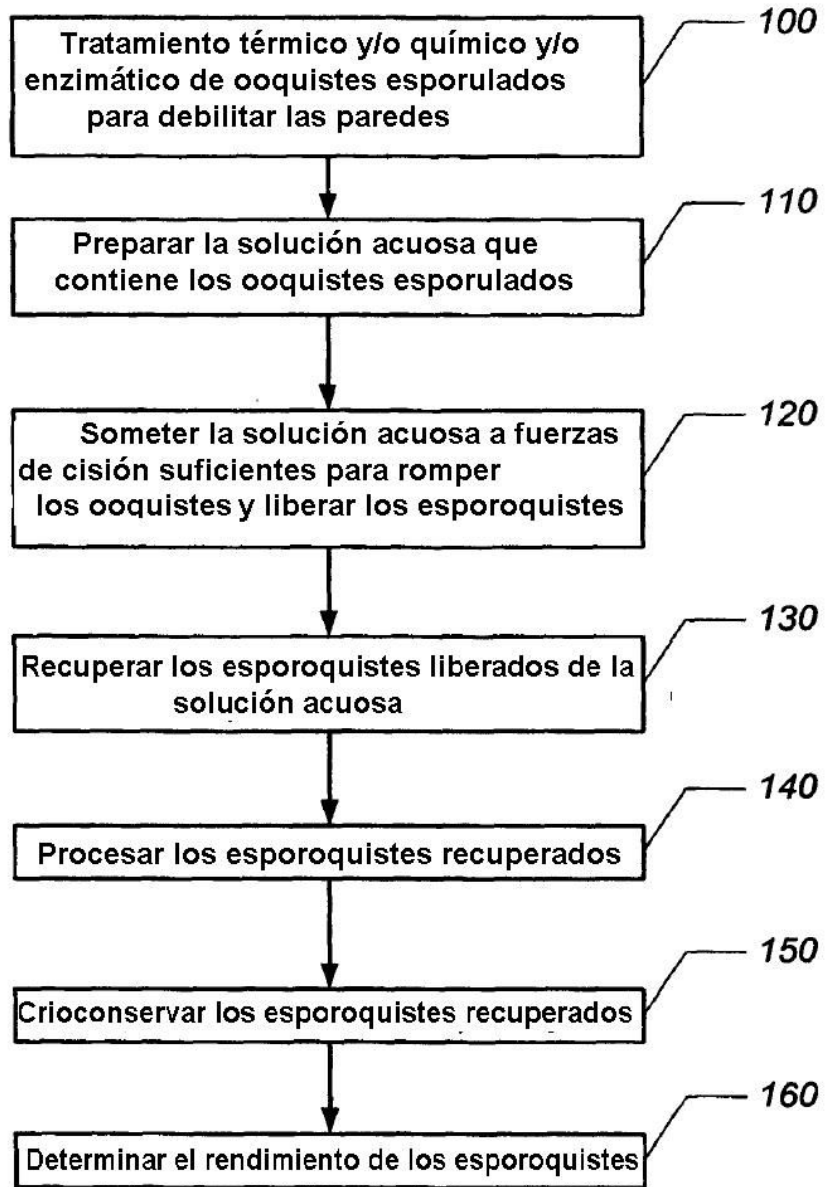 100
Tratamiento térmico y/o químico y/o
enzimático de ooquistes esporulados
para debilitar las paredes
110
Preparar la solución acuosa que
contiene los ooquistes esporulados
120
Someter la solución acuosa a fuerzas
de cisión suficientes para romper
los ooquistes y liberar los esporoquistes
130
Recuperar los esporoquistes liberados de la
solución acuosa
140
Procesar los esporoquistes recuperados
150
Crioconservar los esporoquistes recuperados
160
Determinar el rendimiento de los esporoquistes